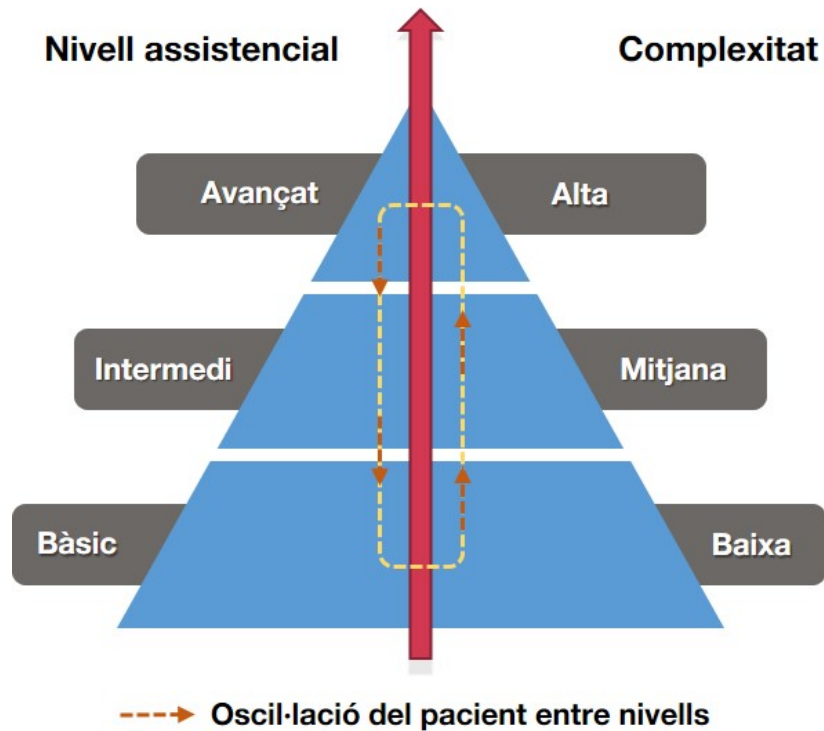 Nivell assistencial
Complexitat
Avançat
Alta
Intermedi
Mitjana
Bàsic
Baixa
Oscil·lació del pacient entre nivells